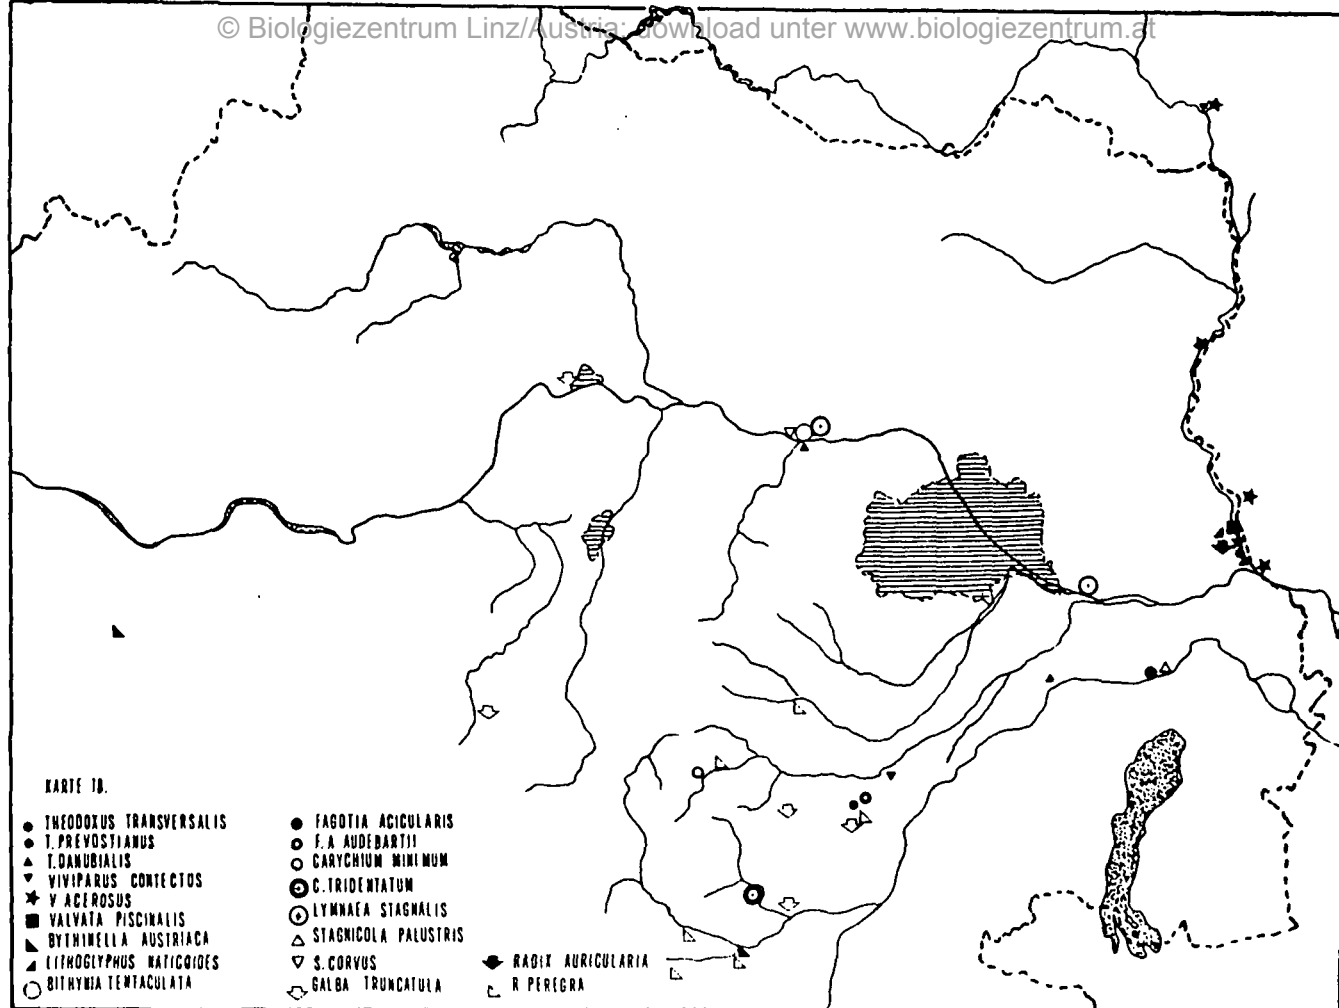 © Biologiezentrum Linz/Austria; download unter www.biologiezentrum.at
KARTE 1B.
THEODOXUS TRANSVERSALIS
T. PREVOSTIANUS
T. DANUBIALIS
VIVIPARUS CONTECTOS
V ACEROSUS
VALVATA PISCINALIS
BYTHINELLA AUSTRIACA
LITHOGLYPHUS NATICOIDES
BITHYNIA TENTACULATA
FAGOTIA ACICULARIS
F. A AUDEBARTII
CARYCHIUM MINIMUM
C. TRIDENTATUM
LYMNAEA STAGNALIS
STAGNICOLA PALUSTRIS
S. CORVUS
GALBA TRUNCATULA
RADIX AURICULARIA
R PEREGRA